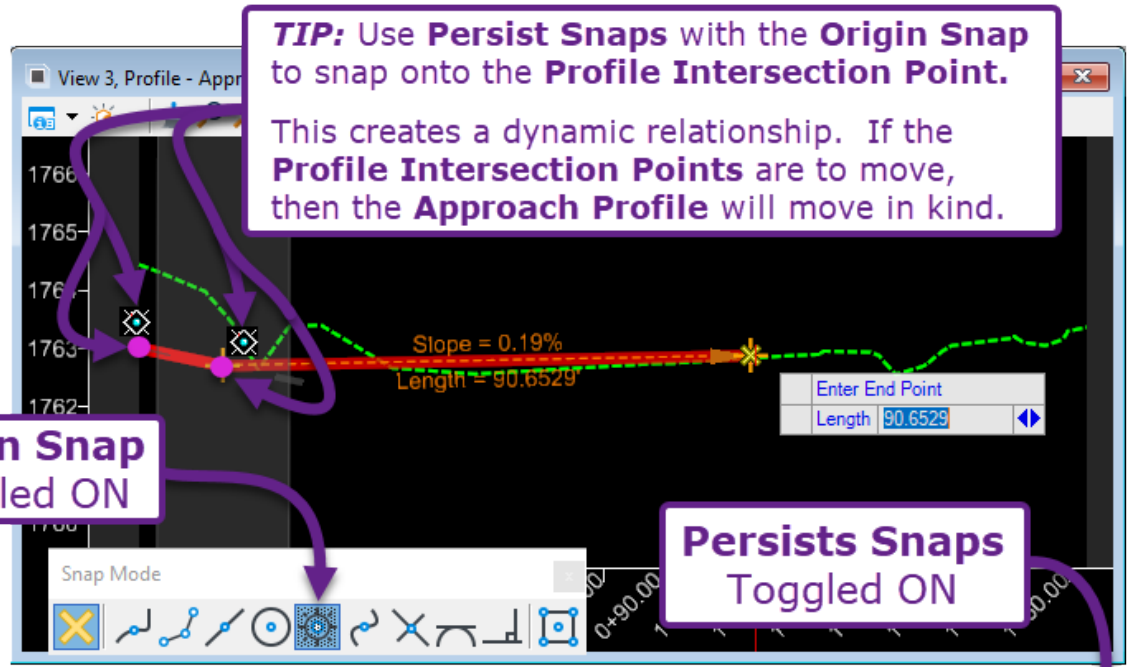 TIP: Use Persist Snaps with the Origin Snap
to snap onto the Profile Intersection Point.
This creates a dynamic relationship. If the
Profile Intersection Points are to move,
then the Approach Profile will move in kind.
View 3, Profile - Appr
1766-
1765-
1764-
1763-
1762-
Slope = 0.19%
Length = 90.6529'
Enter End Point
Length 90.6529
n Snap
led ON
Persists Snaps
Toggled ON
Snap Mode
0+90.00